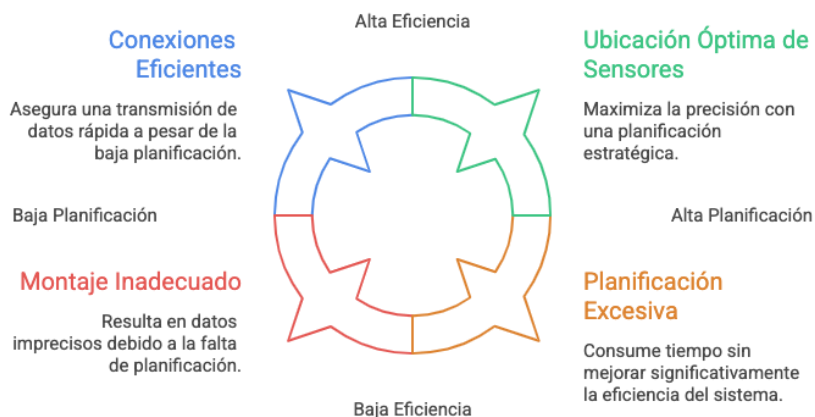 Alta Eficiencia
Conexiones
Eficientes
Asegura una transmisión de
datos rápida a pesar de la
baja planificación.
Ubicación Óptima de
Sensores
Maximiza la precisión con
una planificación
estratégica.
Baja Planificación
Alta Planificación
Montaje Inadecuado
Resulta en datos
imprecisos debido a la falta
de planificación.
Planificación
Excesiva
Consume tiempo sin
mejorar significativamente
la eficiencia del sistema.
Baja Eficiencia